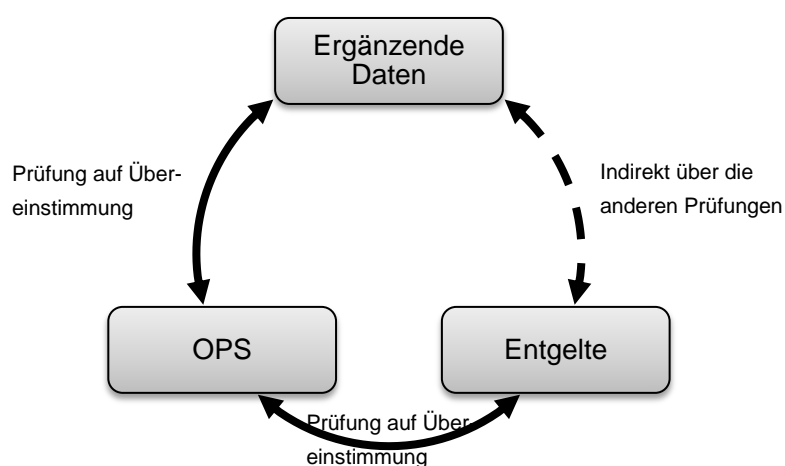 Ergänzende
Daten
Prüfung auf Über-
einstimmung
Indirekt über die
anderen Prüfungen
OPS
Entgelte
Prüfung auf Über-
einstimmung